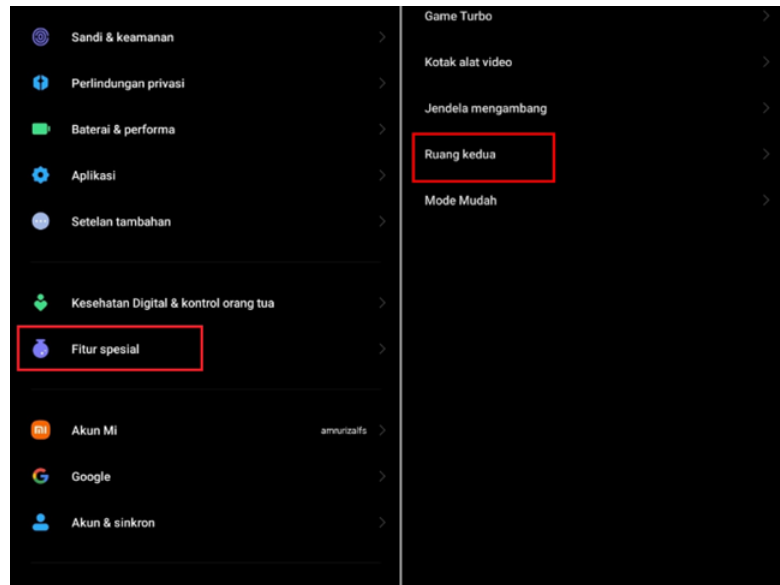 Sandi & keamanan
Perlindungan privasi
Baterai & performa
Aplikasi
Setelan tambahan
Kesehatan Digital & kontrol orang tua
Fitur spesial
Akun Mi
amrurizalfs
Google
Akun & sinkron
Game Turbo
Kotak alat video
Jendela mengambang
Ruang kedua
Mode Mudah